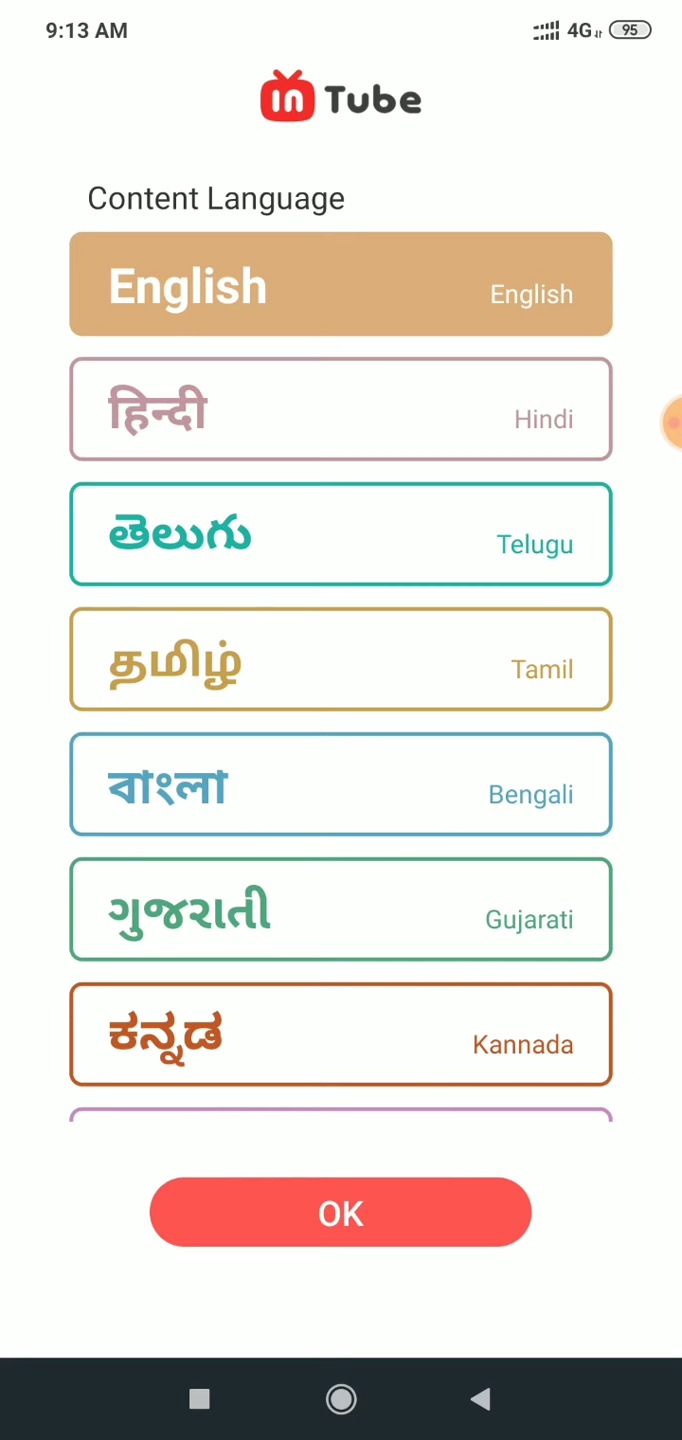 9:13 AM 4G 95
in Tube
Content Language
English English
हिन्दी Hindi
తెలుగు Telugu
தமிழ் Tamil
বাংলা Bengali
ગુજરાતી Gujarati
ಕನ್ನಡ Kannada
OK